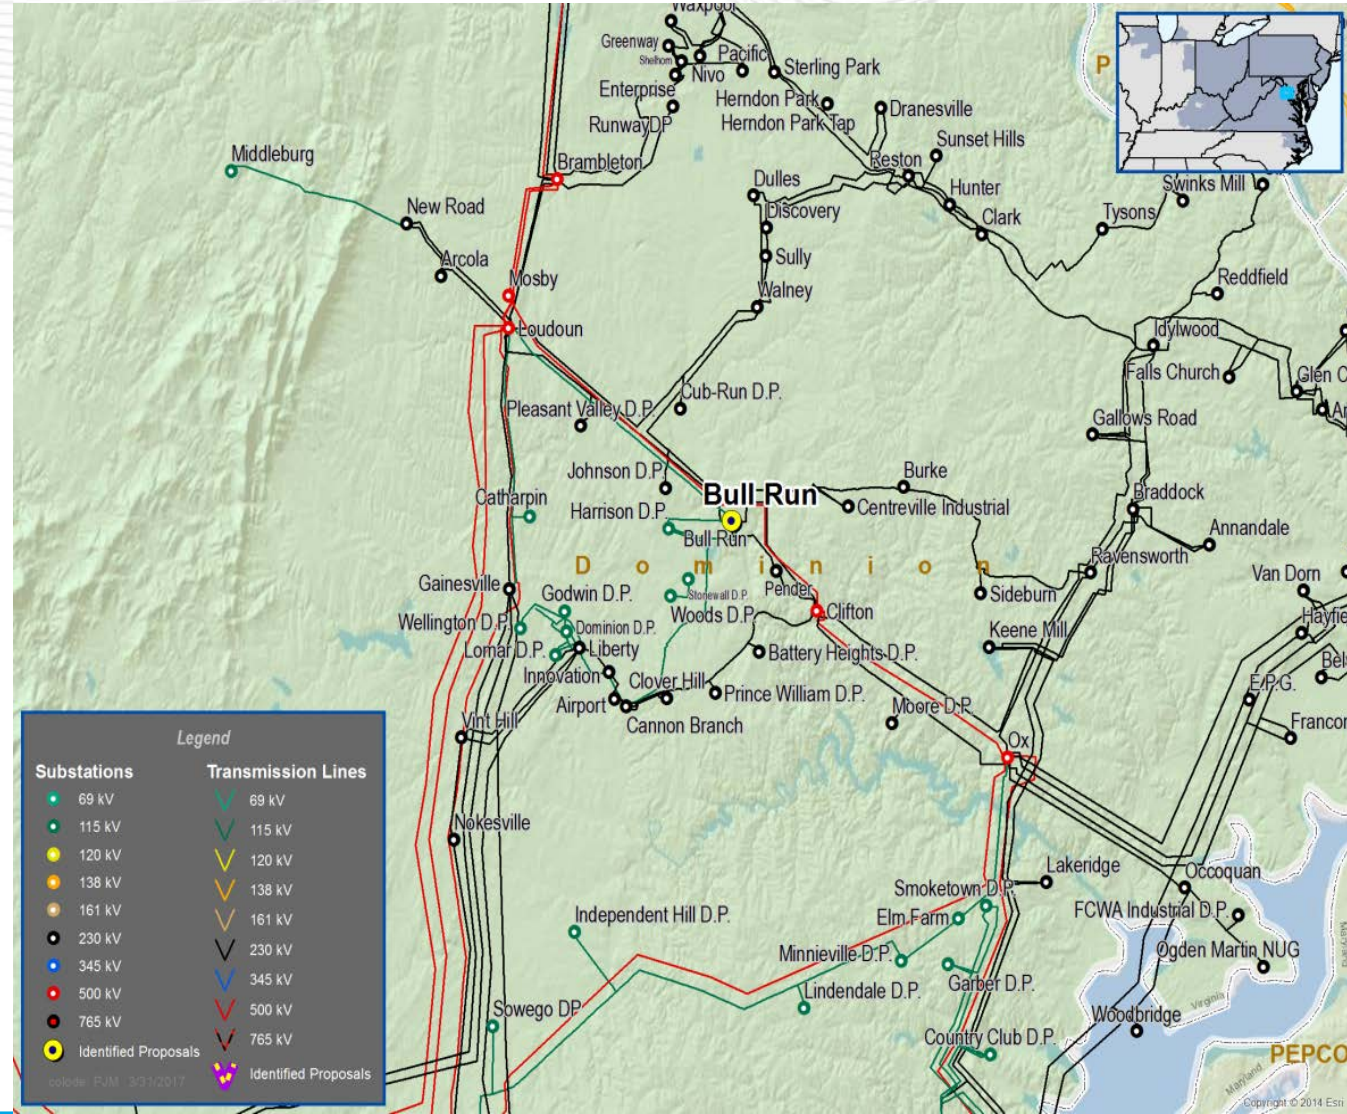 Waxpool
Greenway
Shelhorn
Pacific
Nivo
Sterling Park
P
Enterprise
Herndon Park
Dranesville
RunwayDP
Herndon Park Tap
Sunset Hills
Middleburg
Brambleton
Reston
Dulles
Hunter
Swinks Mill
New Road
Discovery
Clark
Tysons
Arcola
Sully
Mosby
Walney
Reddfield
Loudoun
Idylwood
Falls Church
Cub-Run D.P.
Pleasant Valley D.P.
Gallows Road
Johnson D.P.
Burke
Bull Run
Catharpin
Centreville Industrial
Braddock
Harrison D.P.
Annandale
Bull Run
Dominion
Ravensworth
Van Dorn
Gainesville
Godwin D.P.
Stonewall D.P.
Pender
Sideburn
Wellington D.P.
Dominion D.P.
Woods D.P.
Clifton
Keene Mill
Lomar D.P.
Liberty
Battery Heights D.P.
Innovation
Clover Hill
Prince William D.P.
E.P.G.
Airport
Cannon Branch
Moore D.P.
Vint Hill
Ox
Nokesville
Lakeridge
Occoquan
Smoketown D.P.
Independent Hill D.P.
Elm Farm
FCWA Industrial D.P.
Minnieville D.P.
Ogden Martin NUG
Garber D.P.
Lindendale D.P.
Sowego DP
Virginia
Woodbridge
Country Club D.P.
PEPCO
Maryland
Legend
Substations
69 kV
115 kV
120 kV
138 kV
161 kV
230 kV
345 kV
500 kV
765 kV
Identified Proposals
Transmission Lines
69 kV
115 kV
120 kV
138 kV
161 kV
230 kV
345 kV
500 kV
765 kV
Identified Proposals
PJM 3/31/2017
Copyright © 2014 Esri